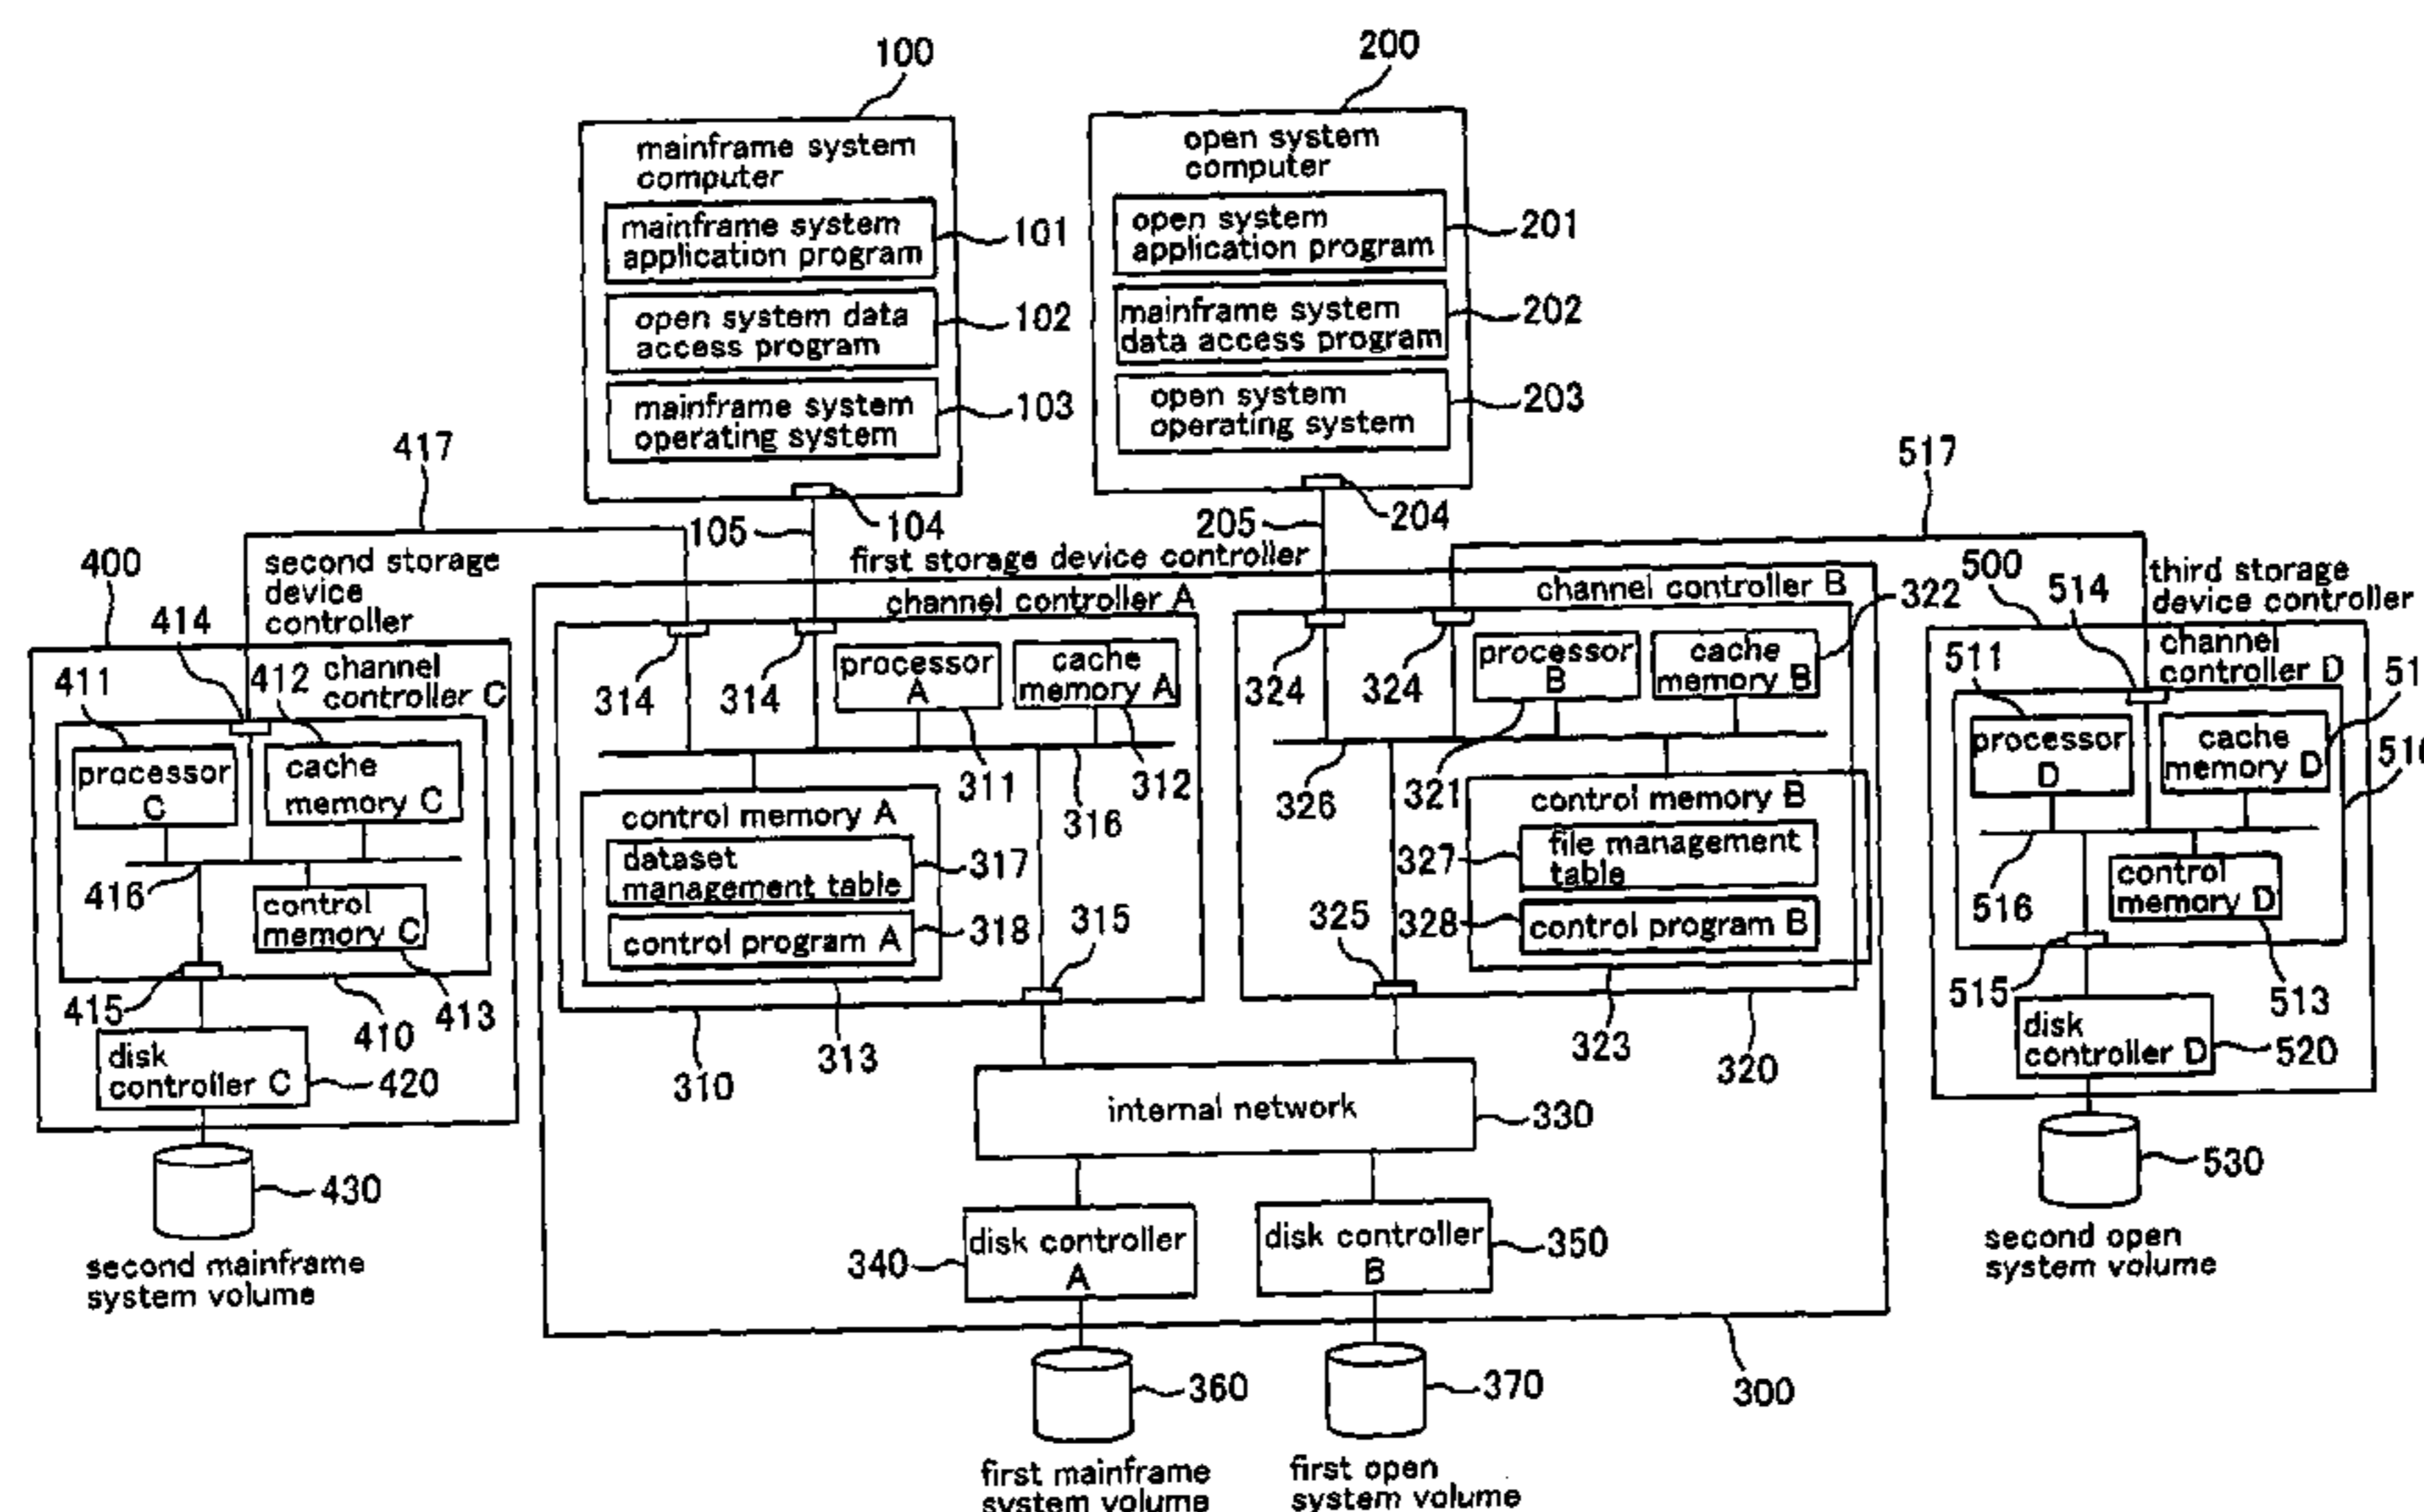 100
200
mainframe system
computer
mainframe system
application program
101
open system data
access program
102
mainframe system
operating system
103
104
105
open system
computer
open system
application program
201
mainframe system
data access program
202
open system
operating system
203
204
205
417
517
400
second storage
device
controller
414
411
412
channel
controller C
processor
C
cache
memory C
416
control
memory C
415
410
413
disk
controller C
420
430
second mainframe
system volume
first storage device controller
channel controller A
314
314
processor
A
cache
memory A
311
312
316
control memory A
dataset
management table
317
control program A
318
315
310
313
channel controller B
322
324
324
processor
B
cache
memory B
326
321
control memory B
327
file management
table
328
control program B
325
323
320
internal network
330
340
disk controller
A
disk controller
B
350
360
370
300
first mainframe
system volume
first open
system volume
500
third storage
device controller
514
511
channel
controller D
51
processor
D
cache
memory D
516
control
memory D
515
513
disk
controller D
520
530
second open
system volume